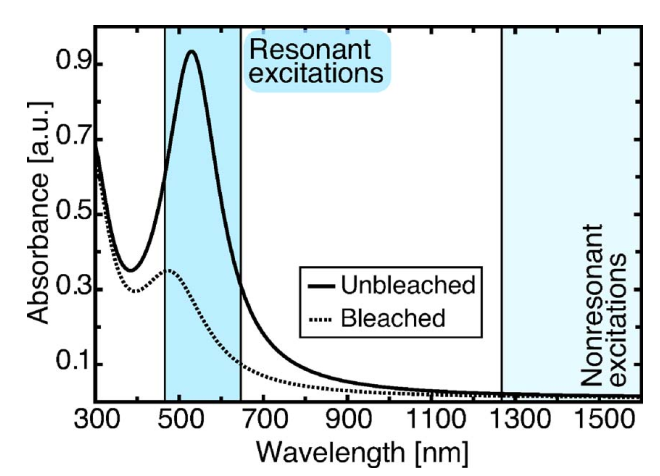 Resonant
excitations
0.9
0.7
0.5
0.3
0.1
Absorbance [a.u.]
Unbleached
Bleached
Nonresonant
excitations
300 500 700 900 1100 1300 1500
Wavelength [nm]